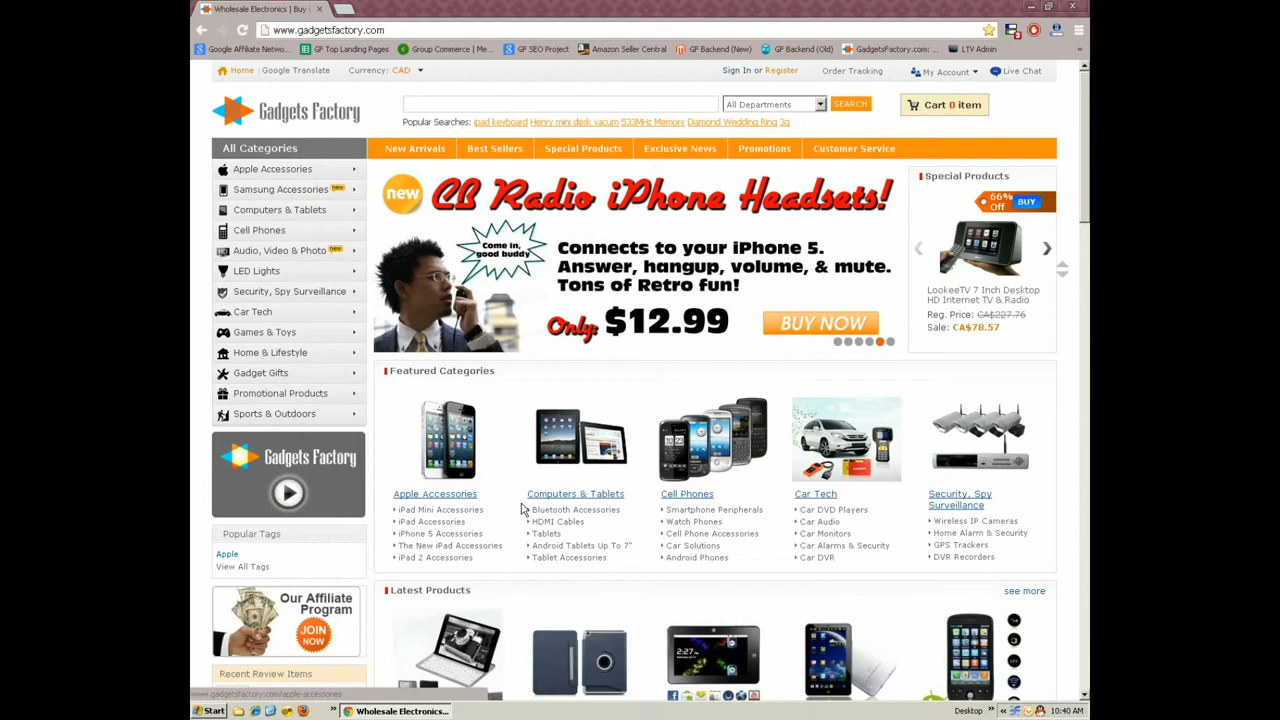 Wholesale Electronics | Buy
www.gadgetsfactory.com
3
Google Affiliate Netwo...
GF Top Landing Pages
Group Commerce | Me...
GF SEO Project
Amazon Seller Central
GF Backend (New)
GF Backend (Old)
GadgetsFactory.com: ...
LTV Admin
»
Home
Google Translate
Currency: CAD
Sign In or Register
Order Tracking
My Account
Live Chat
Gadgets Factory
All Departments
SEARCH
Cart 0 item
Popular Searches: ipad keyboard Henry mini desk vacum 533MHz Memory Diamond Wedding Ring 3g
All Categories
New Arrivals
Best Sellers
Special Products
Exclusive News
Promotions
Customer Service
Apple Accessories
Samsung Accessories new
Computers & Tablets
Cell Phones
Audio, Video & Photo new
LED Lights
Security, Spy Surveillance
Car Tech
Games & Toys
Home & Lifestyle
Gadget Gifts
Promotional Products
Sports & Outdoors
new
CB Radio iPhone Headsets!
Come in,
good buddy
Connects to your iPhone 5.
Answer, hangup, volume, & mute.
Tons of Retro fun!
Only: $12.99
BUY NOW
Special Products
66%
Off
BUY
LookeeTV 7 Inch Desktop
HD Internet TV & Radio
Reg. Price: CA$227.76
Sale: CA$78.57
Featured Categories
Apple Accessories
iPad Mini Accessories
iPad Accessories
iPhone 5 Accessories
The New iPad Accessories
iPad 2 Accessories
Computers & Tablets
Bluetooth Accessories
HDMI Cables
Tablets
Android Tablets Up To 7"
Tablet Accessories
Cell Phones
Smartphone Peripherals
Watch Phones
Cell Phone Accessories
Car Solutions
Android Phones
Car Tech
Car DVD Players
Car Audio
Car Monitors
Car Alarms & Security
Car DVR
Security, Spy
Surveillance
Wireless IP Cameras
Home Alarm & Security
GPS Trackers
DVR Recorders
Gadgets Factory
Popular Tags
Apple
View All Tags
Our Affiliate
Program
JOIN
NOW
Recent Review Items
Latest Products
see more
2:27
www.gadgetsfactory.com/apple-accessories
Start
»
Wholesale Electronics...
Desktop
»
10:40 AM